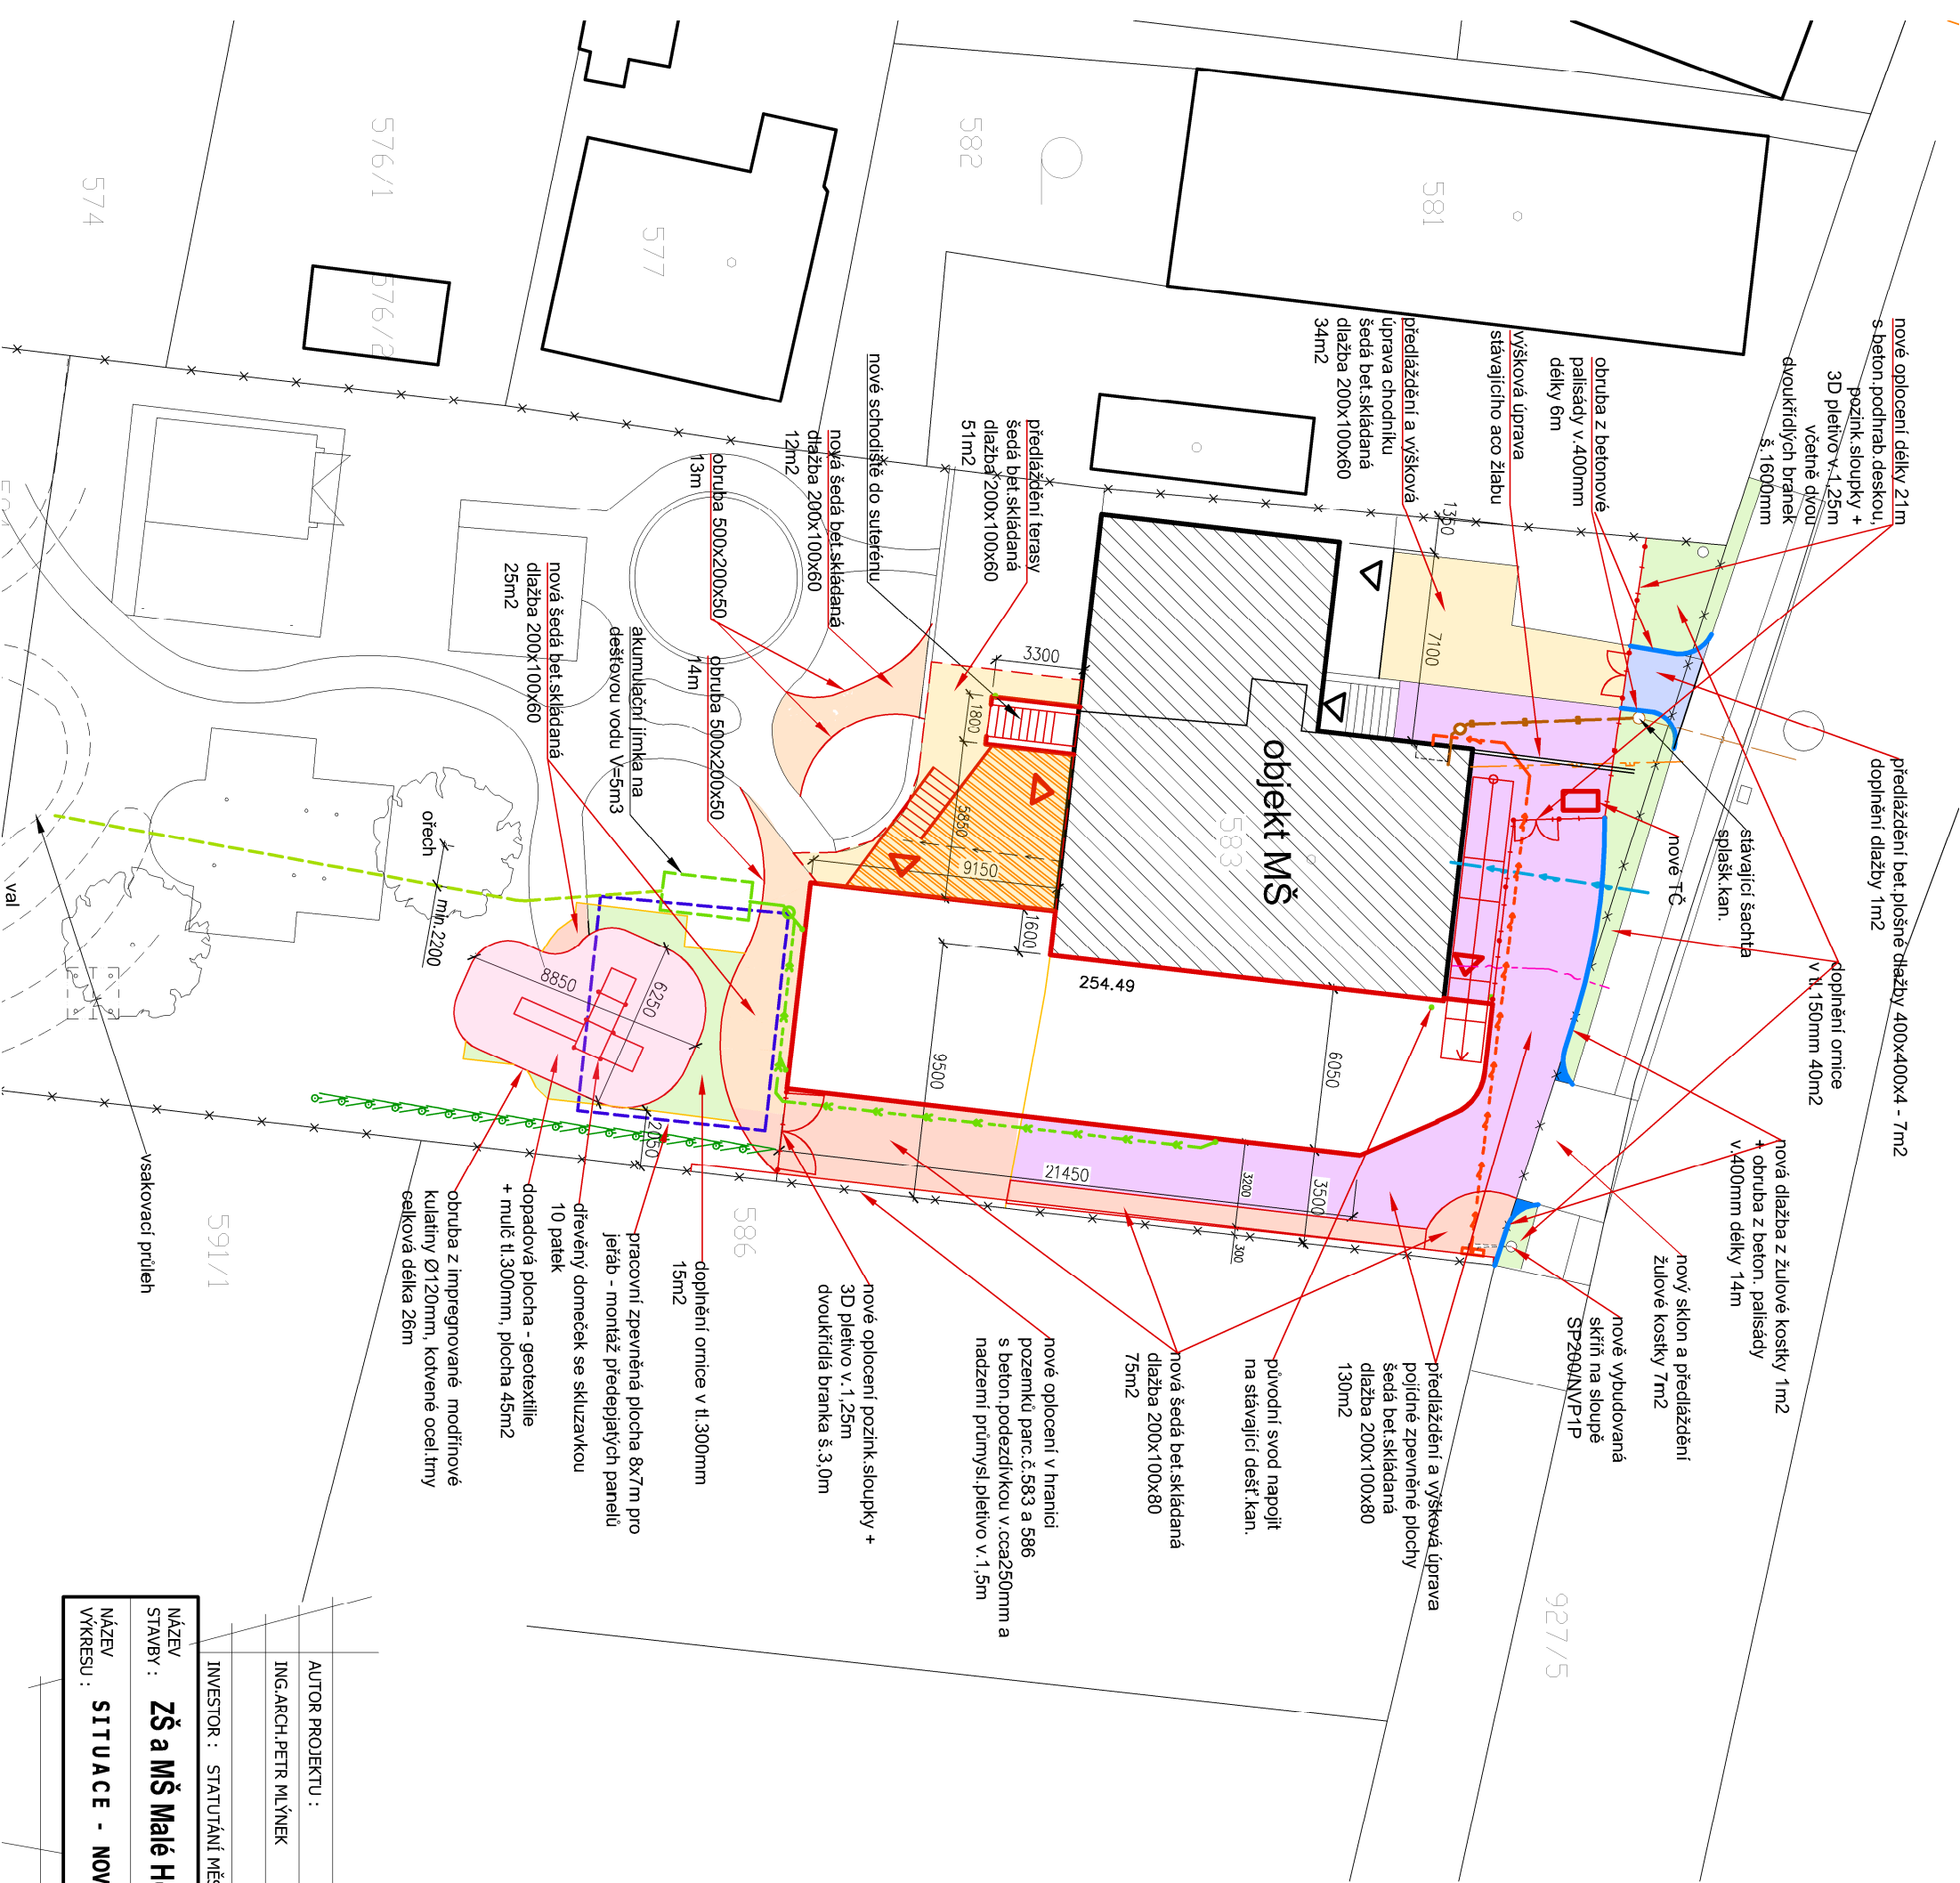 nové oplocení délky 21m
s beton.podhrab.deskou,
pozink.sloupky +
3D pletivo v.1,25m
včetně dvou
dvoukřídlých branek
š.1600mm
obruba z betonové
palisády v.400mm
délky 6m
výšková úprava
stávajícího aco žlabu
předláždění a výšková
úprava chodníku
šedá bet.skládaná
dlažba 200x100x60
34m2
nové schodiště do suterénu
předláždění terasy
šedá bet.skládaná
dlažba 200x100x60
51m2
nová šedá bet.skládaná
dlažba 200x100x60
12m2
obruba 500x200x50
13m
nová šedá bet.skládaná
dlažba 200x100x60
25m2
akumulační jímka na
dešťovou vodu V=5m3
obruba 500x200x50
14m
předláždění bet.plošné dlažby 400x400x4 - 7m2
doplnění dlažby 1m2
stávající šachta
splašk.kan.
nové TČ
doplnění ornice
v tl.150mm 40m2
nová dlažba z žulové kostky 1m2
+ obruba z beton. palisády
v.400mm délky 14m
nový sklon a předláždění
žulové kostky 7m2
nově vybudovaná
skříň na sloupě
SP200/NVP1P
předláždění a výšková úprava
pojídné zpevněné plochy
šedá bet.skládaná
dlažba 200x100x80
130m2
původní svod napojit
na stávající dešť.kan.
nová šedá bet.skládaná
dlažba 200x100x80
75m2
nové oplocení v hranici
pozemků parc.č.583 a 586
s beton.podezdívkou v.cca250mm a
nadzemí průmysl.pletivo v.1,5m
nové oplocení pozink.sloupky +
3D pletivo v.1,25m
dvoukřídlá branka š.3,0m
doplnění ornice v tl.300mm
15m2
pracovní zpevněná plocha 8x7m pro
jeřáb - montáž předepjatých panelů
dřevěný domeček se skluzavkou
10 patek
dopadová plocha - geotextilie
+ mulč tl.300mm, plocha 45m2
obruba z impregnované modřínové
kulatiny Ø120mm, kotvené ocel.trny
celková délka 26m
vsakovací průleh
val
ořech
min.2200
objekt MŠ
254.49
583
581
582
577
576/1
576/2
574
586
591/1
927/5
1350
7100
3300
1800
5850
9150
1600
9500
6050
21450
3200
3500
300
8850
6250
2050
AUTOR PROJEKTU :
ING.ARCH.PETR MLÝNEK
INVESTOR : STATUTÁNÍ MĚS
NÁZEV
STAVBY : ZŠ a MŠ Malé H
NÁZEV
VÝKRESU : SITUACE - NOV